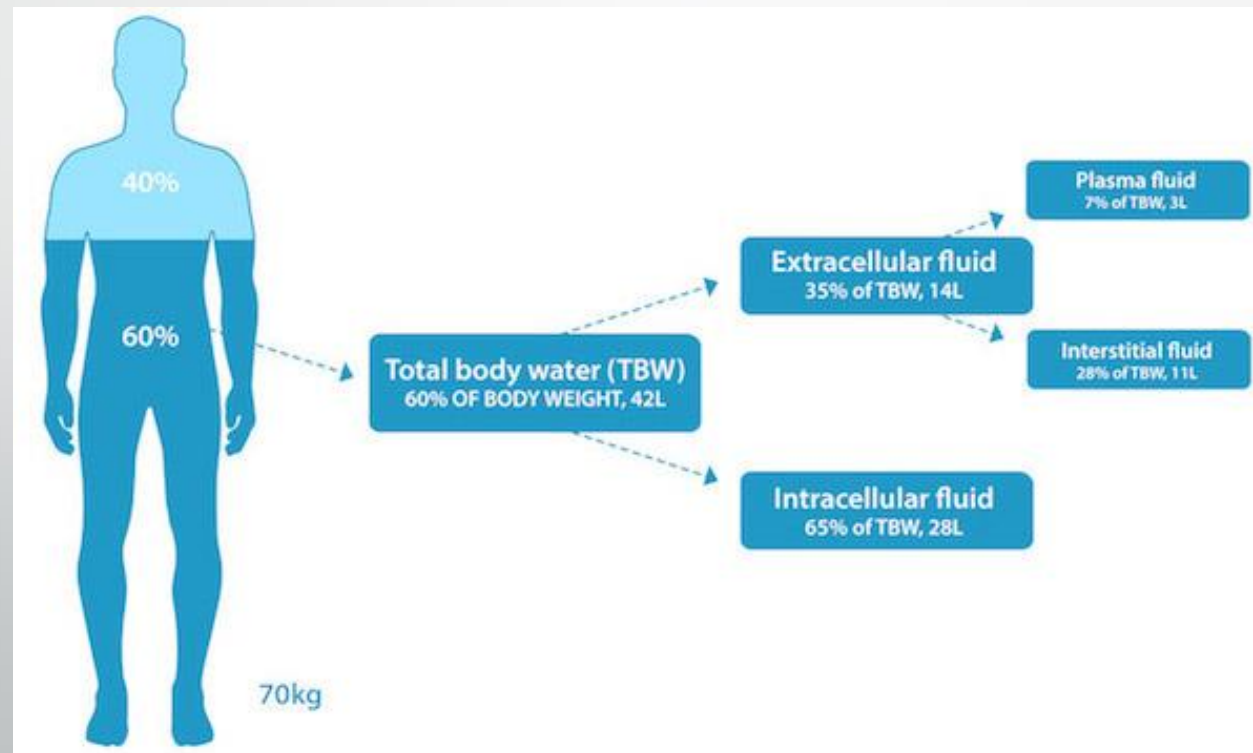 40%
60%
70kg
Total body water (TBW)
60% OF BODY WEIGHT, 42L
Extracellular fluid
35% of TBW, 14L
Intracellular fluid
65% of TBW, 28L
Plasma fluid
7% of TBW, 3L
Interstitial fluid
28% of TBW, 11L